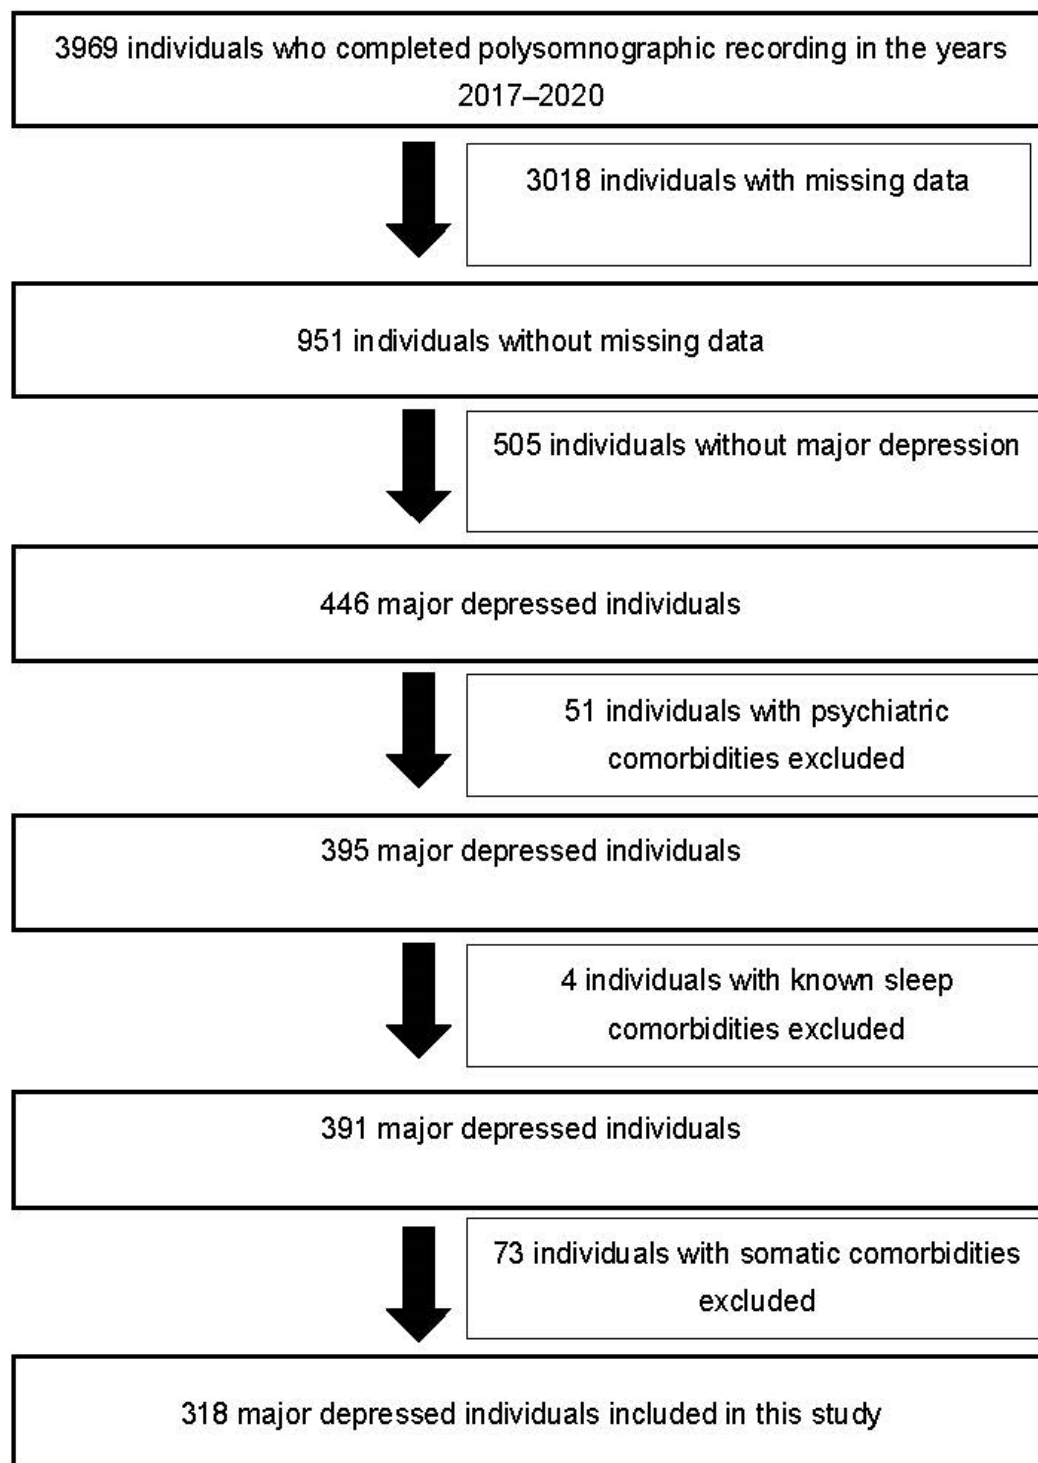 3969 individuals who completed polysomnographic recording in the years
2017–2020
3018 individuals with missing data
951 individuals without missing data
505 individuals without major depression
446 major depressed individuals
51 individuals with psychiatric
comorbidities excluded
395 major depressed individuals
4 individuals with known sleep
comorbidities excluded
391 major depressed individuals
73 individuals with somatic comorbidities
excluded
318 major depressed individuals included in this study